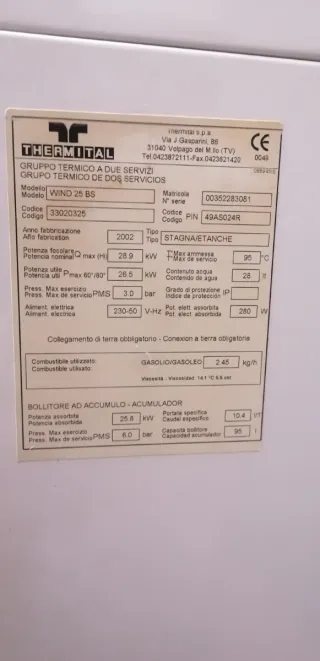 THERMITAL
Thermital s.p.a.
Via J.Gasparini, 86
31040 Volpago del M.llo (TV)
Tel.0423872111-Fax.0423621420
CE
0049
GRUPPO TERMICO A DUE SERVIZI
GRUPO TERMICO DE DOS SERVICIOS
Modello
Modelo WIND 25 BS
Matricola
N° serie 00352283081
Codice
Codigo 33020325
Codice
Codigo PIN 49AS024R
Anno fabbricazione
Año fabrication 2002
Tipo
Tipo STAGNA/ETANCHE
Potenza focolare
Potencia nominal Q max (Hi) 28.9 kW
Max ammessa
Max de servicio 95 °C
Potenza utile
Potencia util P max 60°/80° 26.5 kW
Contenuto acqua
Contenido de agua 28 lt
Press. Max esercizio
Press. Max de servicio PMS 3.0 bar
Grado di protezione
Indice de protección IP
Aliment. elettrica
Aliment. eléctrica 230-50 V-Hz
Pot. elett. assorbita
Pot. elect. absorbida 280 W
Collegamento di terra obbligatorio - Conexion a tierra obligatoria
Combustibile utilizzato
Combustible utilisado: GASOLIO/GASOLEO 2.45 kg/h
BOLLITORE AD ACCUMULO - ACUMULADOR
Potenza assorbita
Potencia absorbida 25.8 kW
Portata specifica
Caudal especifico 10.4
Press. Max esercizio
Press. Max de servicio PMS 6.0 bar
Capacità bollitore
Capacidad acumulador 95 l